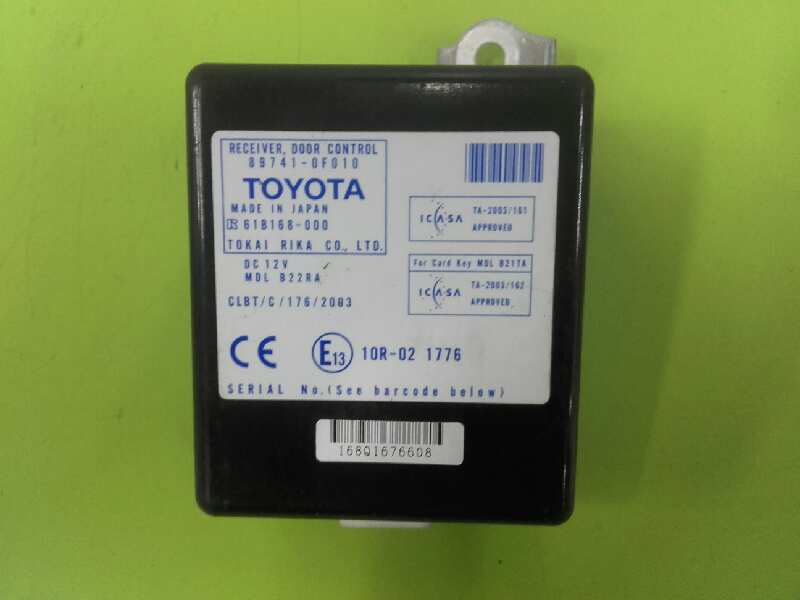 RECEIVER, DOOR CONTROL
89741-0F010
TOYOTA
MADE IN JAPAN
R 61B168-000
TOKAI RIKA CO., LTD.
DC 12V
MDL B22RA
CLBT/C/176/2003
ICASA
TA-2003/161
APPROVED
For Card Key MDL B21TA
ICASA
TA-2003/162
APPROVED
CE
E13 10R-02 1776
SERIAL No. (See barcode below)
168Q1676608